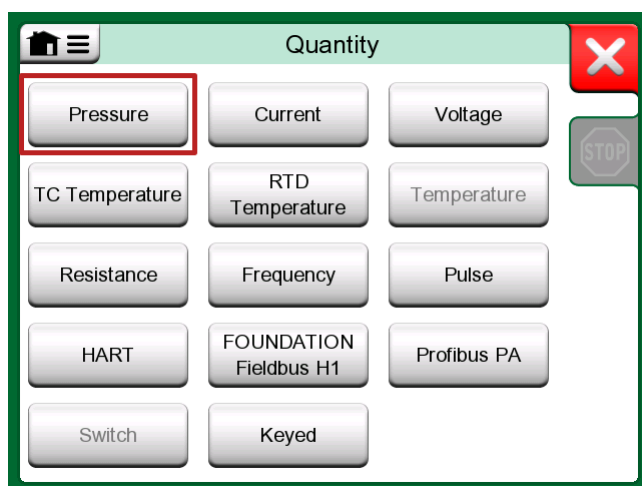 Quantity
Pressure
Current
Voltage
STOP
TC Temperature
RTD
Temperature
Temperature
Resistance
Frequency
Pulse
HART
FOUNDATION
Fieldbus H1
Profibus PA
Switch
Keyed